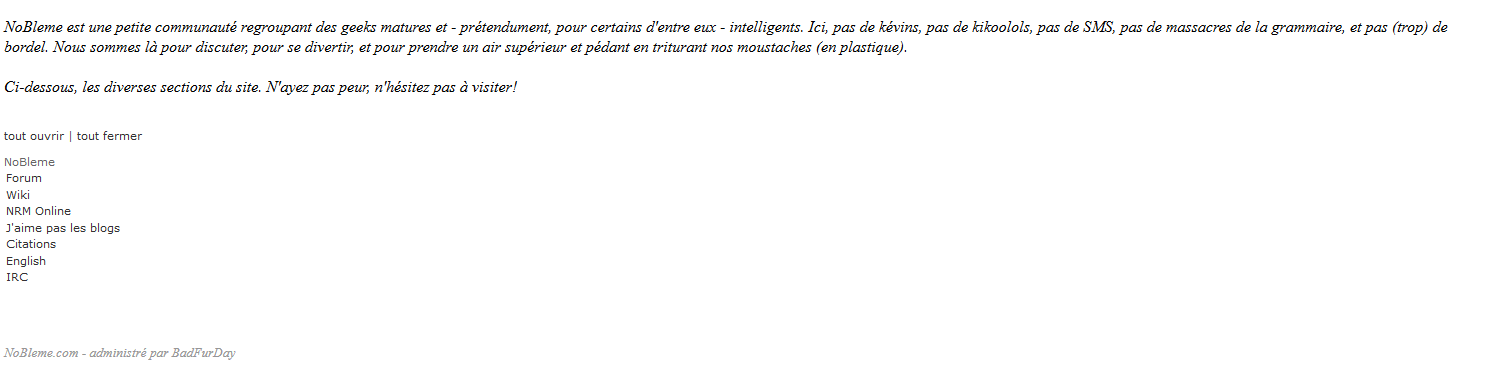 NoBleme est une petite communauté regroupant des geeks matures et - prétendument, pour certains d'entre eux - intelligents. Ici, pas de kévins, pas de kikoolols, pas de SMS, pas de massacres de la grammaire, et pas (trop) de
bordel. Nous sommes là pour discuter, pour se divertir, et pour prendre un air supérieur et pédant en triturant nos moustaches (en plastique).
Ci-dessous, les diverses sections du site. N'ayez pas peur, n'hésitez pas à visiter!
tout ouvrir | tout fermer
NoBleme
Forum
Wiki
NRM Online
J'aime pas les blogs
Citations
English
IRC
NoBleme.com - administré par BadFurDay